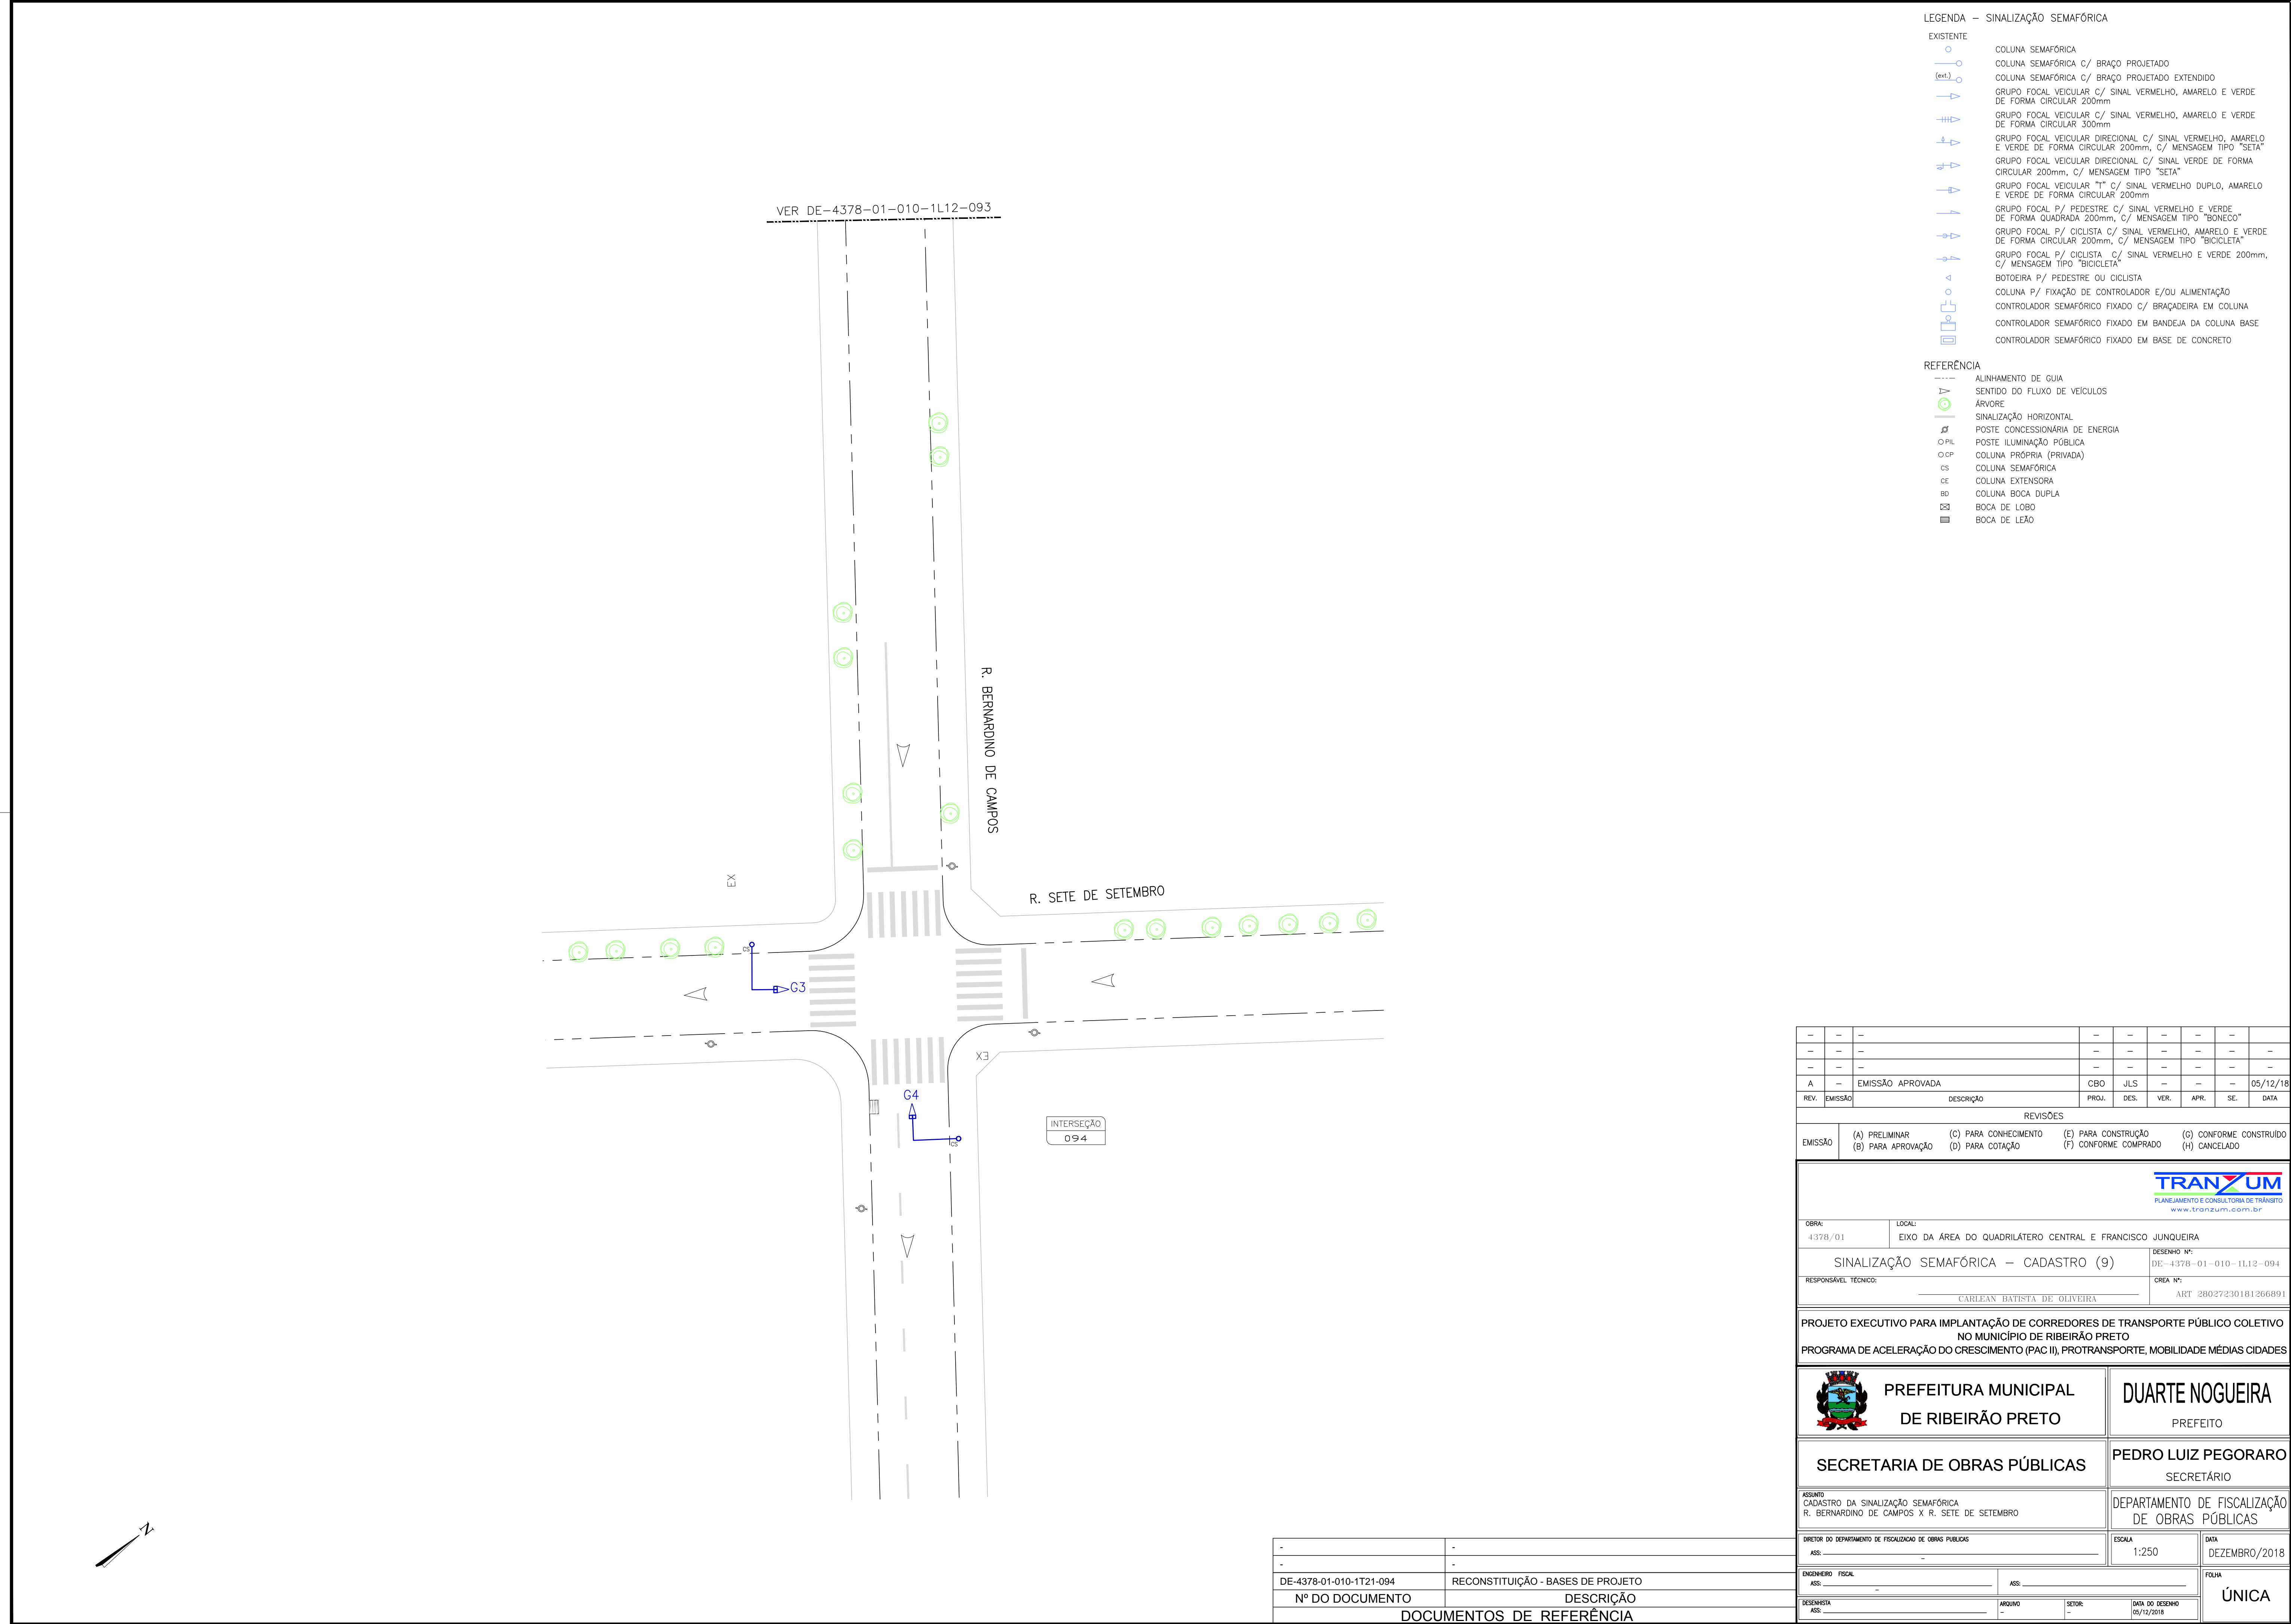 LEGENDA – SINALIZAÇÃO SEMAFÓRICA
EXISTENTE
COLUNA SEMAFÓRICA
COLUNA SEMAFÓRICA C/ BRAÇO PROJETADO
(ext.)
COLUNA SEMAFÓRICA C/ BRAÇO PROJETADO EXTENDIDO
GRUPO FOCAL VEICULAR C/ SINAL VERMELHO, AMARELO E VERDE
DE FORMA CIRCULAR 200mm
GRUPO FOCAL VEICULAR C/ SINAL VERMELHO, AMARELO E VERDE
DE FORMA CIRCULAR 300mm
GRUPO FOCAL VEICULAR DIRECIONAL C/ SINAL VERMELHO, AMARELO
E VERDE DE FORMA CIRCULAR 200mm, C/ MENSAGEM TIPO "SETA"
GRUPO FOCAL VEICULAR DIRECIONAL C/ SINAL VERDE DE FORMA
CIRCULAR 200mm, C/ MENSAGEM TIPO "SETA"
GRUPO FOCAL VEICULAR "T" C/ SINAL VERMELHO DUPLO, AMARELO
E VERDE DE FORMA CIRCULAR 200mm
GRUPO FOCAL P/ PEDESTRE C/ SINAL VERMELHO E VERDE
DE FORMA QUADRADA 200mm, C/ MENSAGEM TIPO "BONECO"
GRUPO FOCAL P/ CICLISTA C/ SINAL VERMELHO, AMARELO E VERDE
DE FORMA CIRCULAR 200mm, C/ MENSAGEM TIPO "BICICLETA"
GRUPO FOCAL P/ CICLISTA C/ SINAL VERMELHO E VERDE 200mm,
C/ MENSAGEM TIPO "BICICLETA"
BOTOEIRA P/ PEDESTRE OU CICLISTA
COLUNA P/ FIXAÇÃO DE CONTROLADOR E/OU ALIMENTAÇÃO
CONTROLADOR SEMAFÓRICO FIXADO C/ BRAÇADEIRA EM COLUNA
CONTROLADOR SEMAFÓRICO FIXADO EM BANDEJA DA COLUNA BASE
CONTROLADOR SEMAFÓRICO FIXADO EM BASE DE CONCRETO
REFERÊNCIA
ALINHAMENTO DE GUIA
SENTIDO DO FLUXO DE VEÍCULOS
ÁRVORE
SINALIZAÇÃO HORIZONTAL
POSTE CONCESSIONÁRIA DE ENERGIA
PIL POSTE ILUMINAÇÃO PÚBLICA
CP COLUNA PRÓPRIA (PRIVADA)
CS COLUNA SEMAFÓRICA
CE COLUNA EXTENSORA
BD COLUNA BOCA DUPLA
BOCA DE LOBO
BOCA DE LEÃO
VER DE-4378-01-010-1L12-093
R. BERNARDINO DE CAMPOS
EX
R. SETE DE SETEMBRO
CS
G3
EX
G4
CS
INTERSEÇÃO
094
N
– – – – – – – –
– – – – – – – – –
– – – – – – – – –
A – EMISSÃO APROVADA CBO JLS – – – 05/12/18
REV. EMISSÃO DESCRIÇÃO PROJ. DES. VER. APR. SE. DATA
REVISÕES
EMISSÃO
(A) PRELIMINAR (C) PARA CONHECIMENTO (E) PARA CONSTRUÇÃO (G) CONFORME CONSTRUÍDO
(B) PARA APROVAÇÃO (D) PARA COTAÇÃO (F) CONFORME COMPRADO (H) CANCELADO
TRANZUM
PLANEJAMENTO E CONSULTORIA DE TRÂNSITO
www.tranzum.com.br
OBRA: LOCAL:
4378/01 EIXO DA ÁREA DO QUADRILÁTERO CENTRAL E FRANCISCO JUNQUEIRA
SINALIZAÇÃO SEMAFÓRICA – CADASTRO (9)
DESENHO Nº:
DE-4378-01-010-1L12-094
RESPONSÁVEL TÉCNICO: CREA Nº:
CARLEAN BATISTA DE OLIVEIRA
ART 28027230181266891
PROJETO EXECUTIVO PARA IMPLANTAÇÃO DE CORREDORES DE TRANSPORTE PÚBLICO COLETIVO
NO MUNICÍPIO DE RIBEIRÃO PRETO
PROGRAMA DE ACELERAÇÃO DO CRESCIMENTO (PAC II), PROTRANSPORTE, MOBILIDADE MÉDIAS CIDADES
PREFEITURA MUNICIPAL
DE RIBEIRÃO PRETO
DUARTE NOGUEIRA
PREFEITO
SECRETARIA DE OBRAS PÚBLICAS
PEDRO LUIZ PEGORARO
SECRETÁRIO
ASSUNTO
CADASTRO DA SINALIZAÇÃO SEMAFÓRICA
R. BERNARDINO DE CAMPOS X R. SETE DE SETEMBRO
DEPARTAMENTO DE FISCALIZAÇÃO
DE OBRAS PÚBLICAS
DIRETOR DO DEPARTAMENTO DE FISCALIZACAO DE OBRAS PUBLICAS
ASS:
–
ESCALA
1:250
DATA
DEZEMBRO/2018
ENGENHEIRO FISCAL
ASS: ASS:
–
FOLHA
ÚNICA
DESENHISTA
ASS:
ARQUIVO
–
SETOR:
–
DATA DO DESENHO
05/12/2018
- -
- -
DE-4378-01-010-1T21-094 RECONSTITUIÇÃO - BASES DE PROJETO
Nº DO DOCUMENTO DESCRIÇÃO
DOCUMENTOS DE REFERÊNCIA